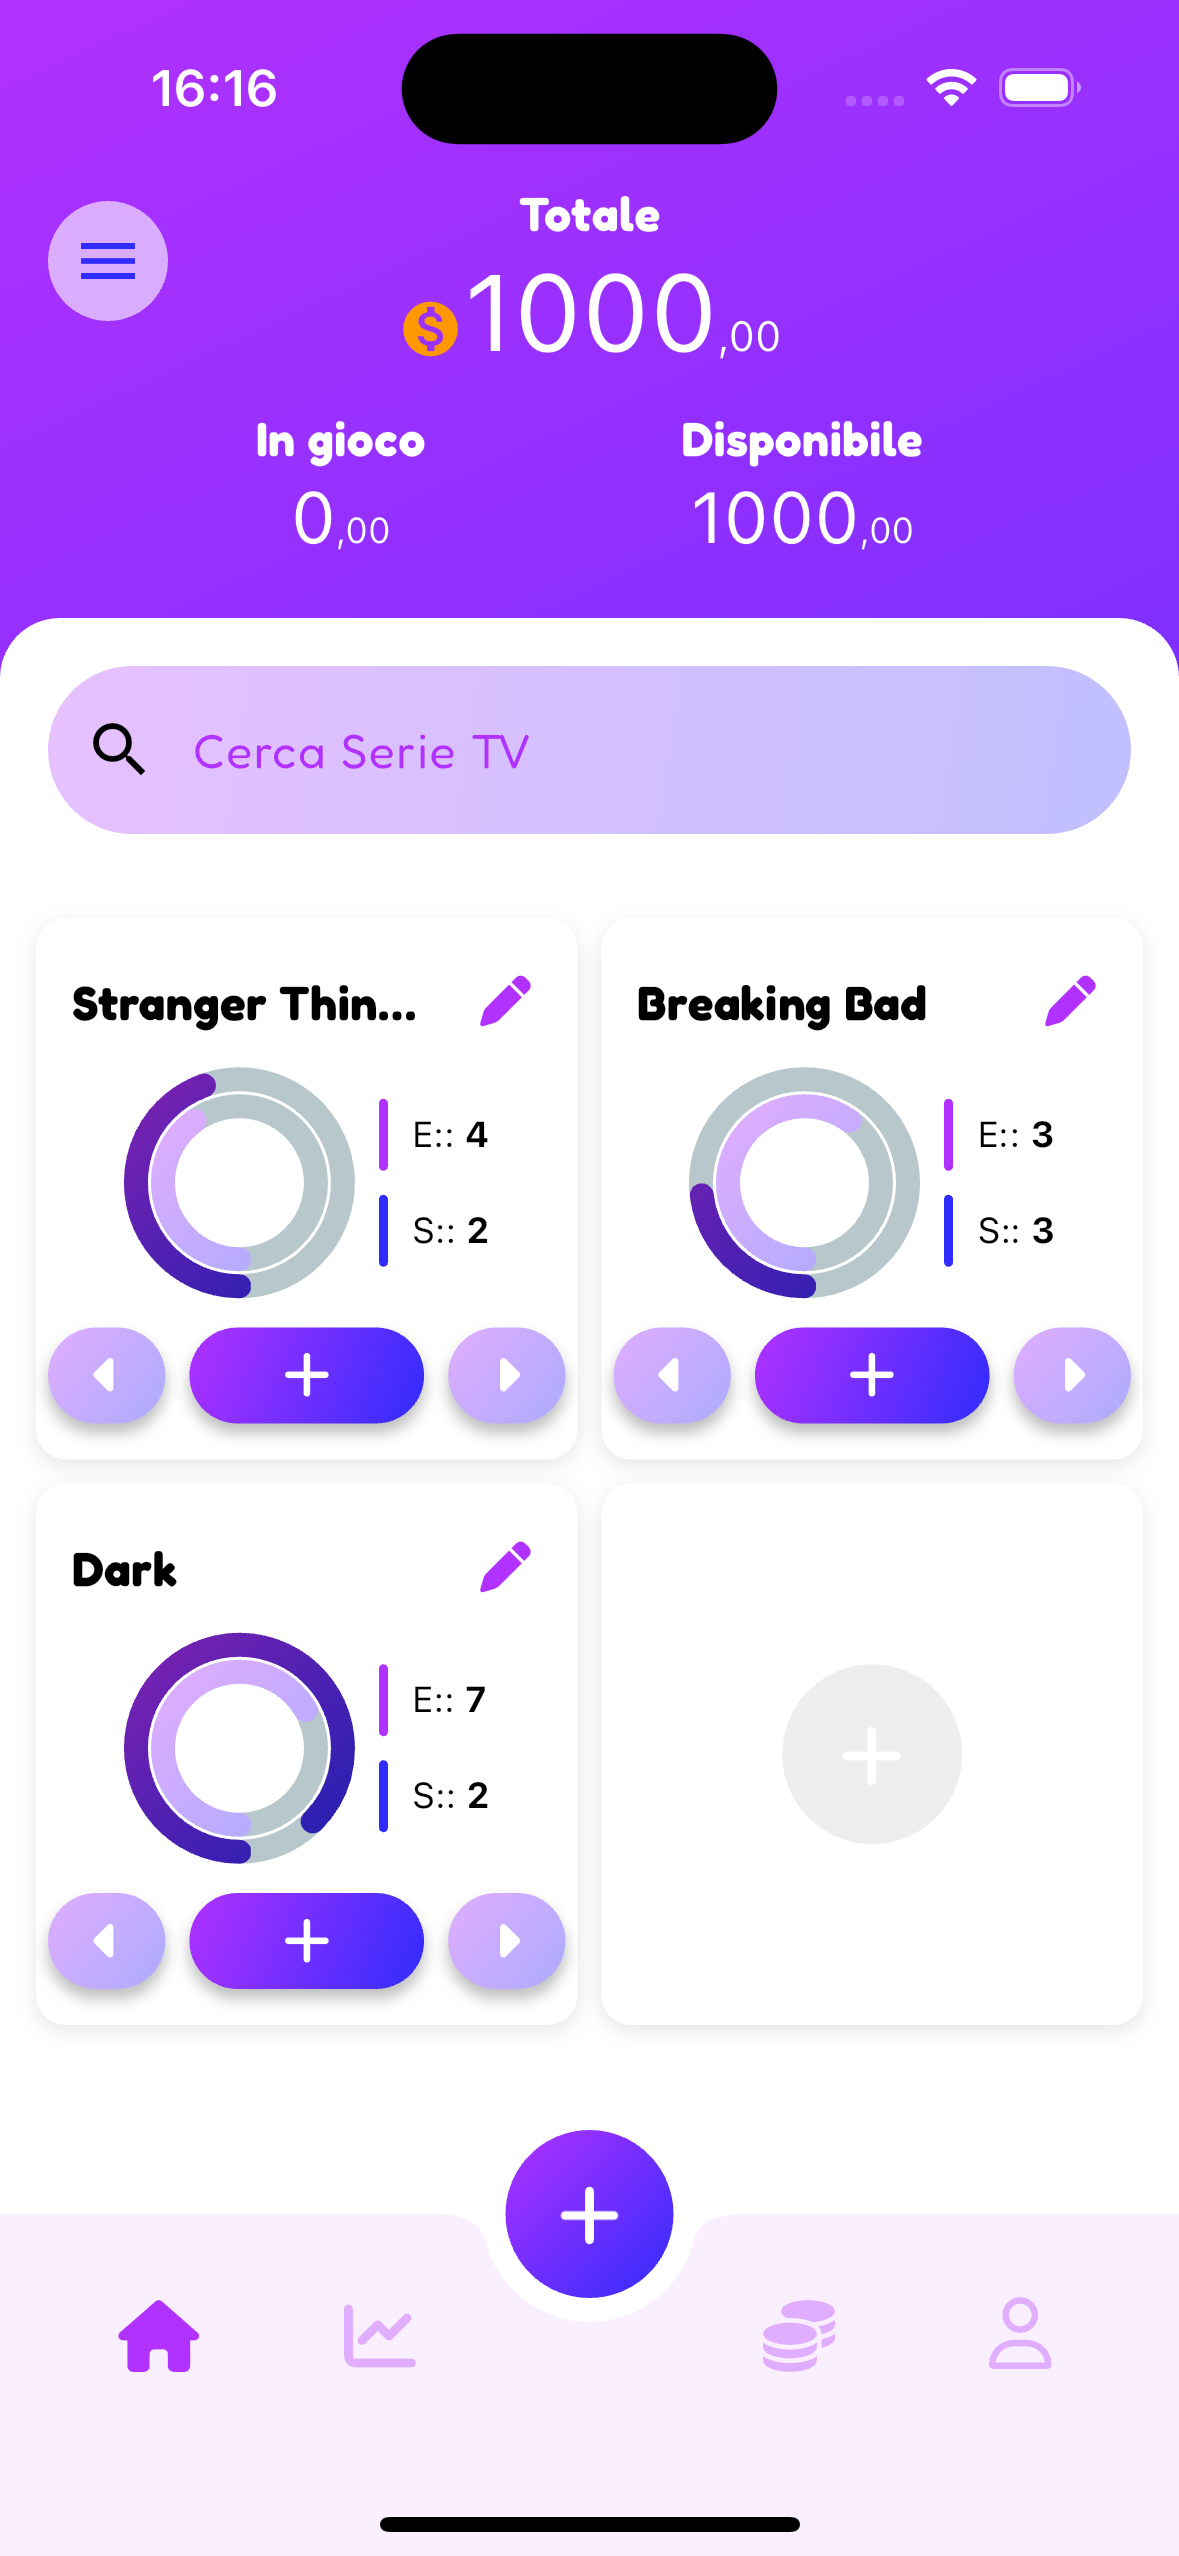 16:16
Totale
$1000,00
In gioco
Disponibile
0,00
1000,00
Cerca Serie TV
Stranger Thin...
E:: 4
S:: 2
Breaking Bad
E:: 3
S:: 3
Dark
E:: 7
S:: 2